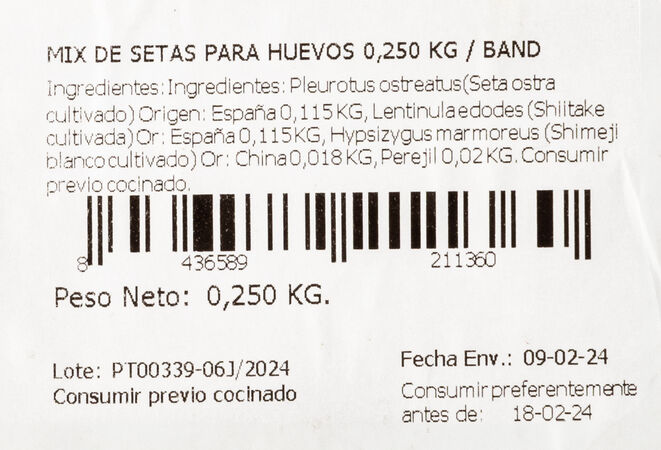 MIX DE SETAS PARA HUEVOS 0,250 KG / BAND
Ingredientes: Ingredientes: Pleurotus ostreatus(Seta ostra
cultivado) Origen: España 0,115KG, Lentinula edodes (Shiitake
cultivada) Or: España 0,115KG, Hypsizygus marmoreus (Shimeji
blanco cultivado) Or: China 0,018 KG, Perejil 0,02 KG. Consumir
previo cocinado.
8 436589 211360
Peso Neto: 0,250 KG.
Lote: PT00339-06J/2024
Consumir previo cocinado
Fecha Env.: 09-02-24
Consumir preferentemente
antes de: 18-02-24